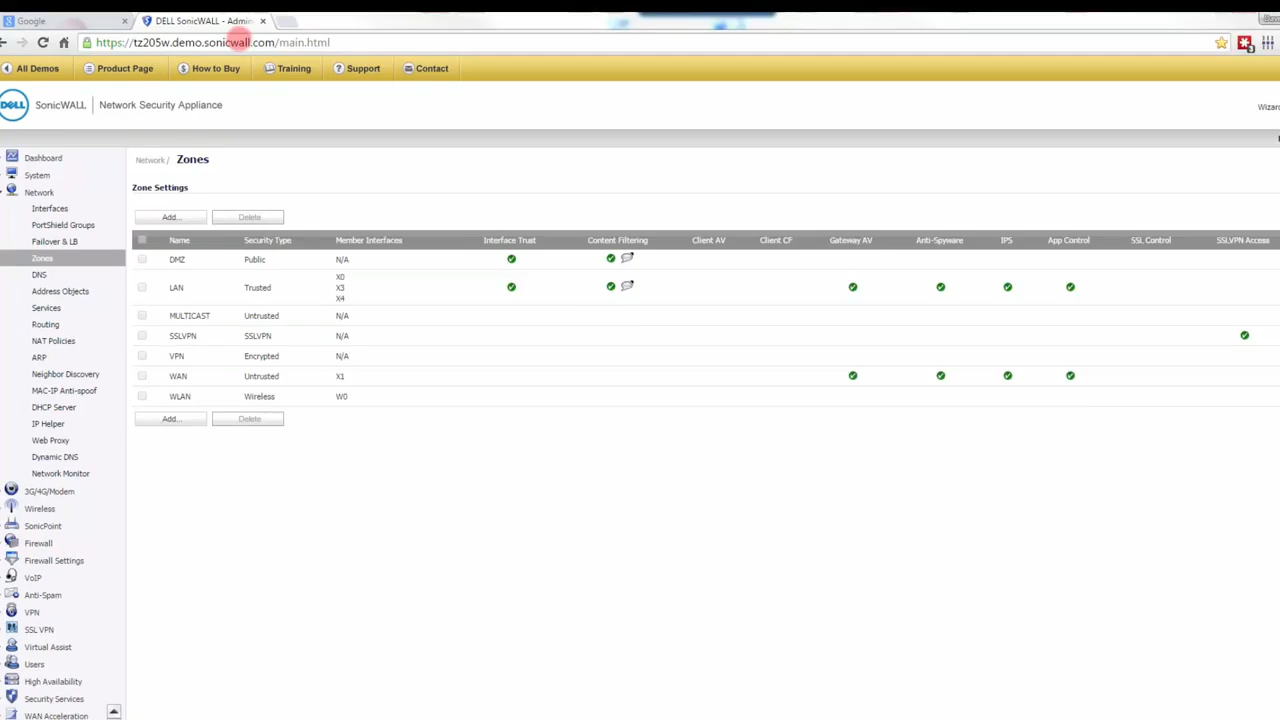 Google
DELL SonicWALL - Admin
https://tz205w.demo.sonicwall.com/main.html
All Demos Product Page How to Buy Training Support Contact
DELL SonicWALL Network Security Appliance
Wizar
Network / Zones
Zone Settings
Add... Delete
Name Security Type Member Interfaces Interface Trust Content Filtering Client AV Client CF Gateway AV Anti-Spyware IPS App Control SSL Control SSLVPN Access
DMZ Public N/A
LAN Trusted X0
X3
X4
MULTICAST Untrusted N/A
SSLVPN SSLVPN N/A
VPN Encrypted N/A
WAN Untrusted X1
WLAN Wireless W0
Add... Delete
Dashboard
System
Network
Interfaces
PortShield Groups
Failover & LB
Zones
DNS
Address Objects
Services
Routing
NAT Policies
ARP
Neighbor Discovery
MAC-IP Anti-spoof
DHCP Server
IP Helper
Web Proxy
Dynamic DNS
Network Monitor
3G/4G/Modem
Wireless
SonicPoint
Firewall
Firewall Settings
VoIP
Anti-Spam
VPN
SSL VPN
Virtual Assist
Users
High Availability
Security Services
WAN Acceleration